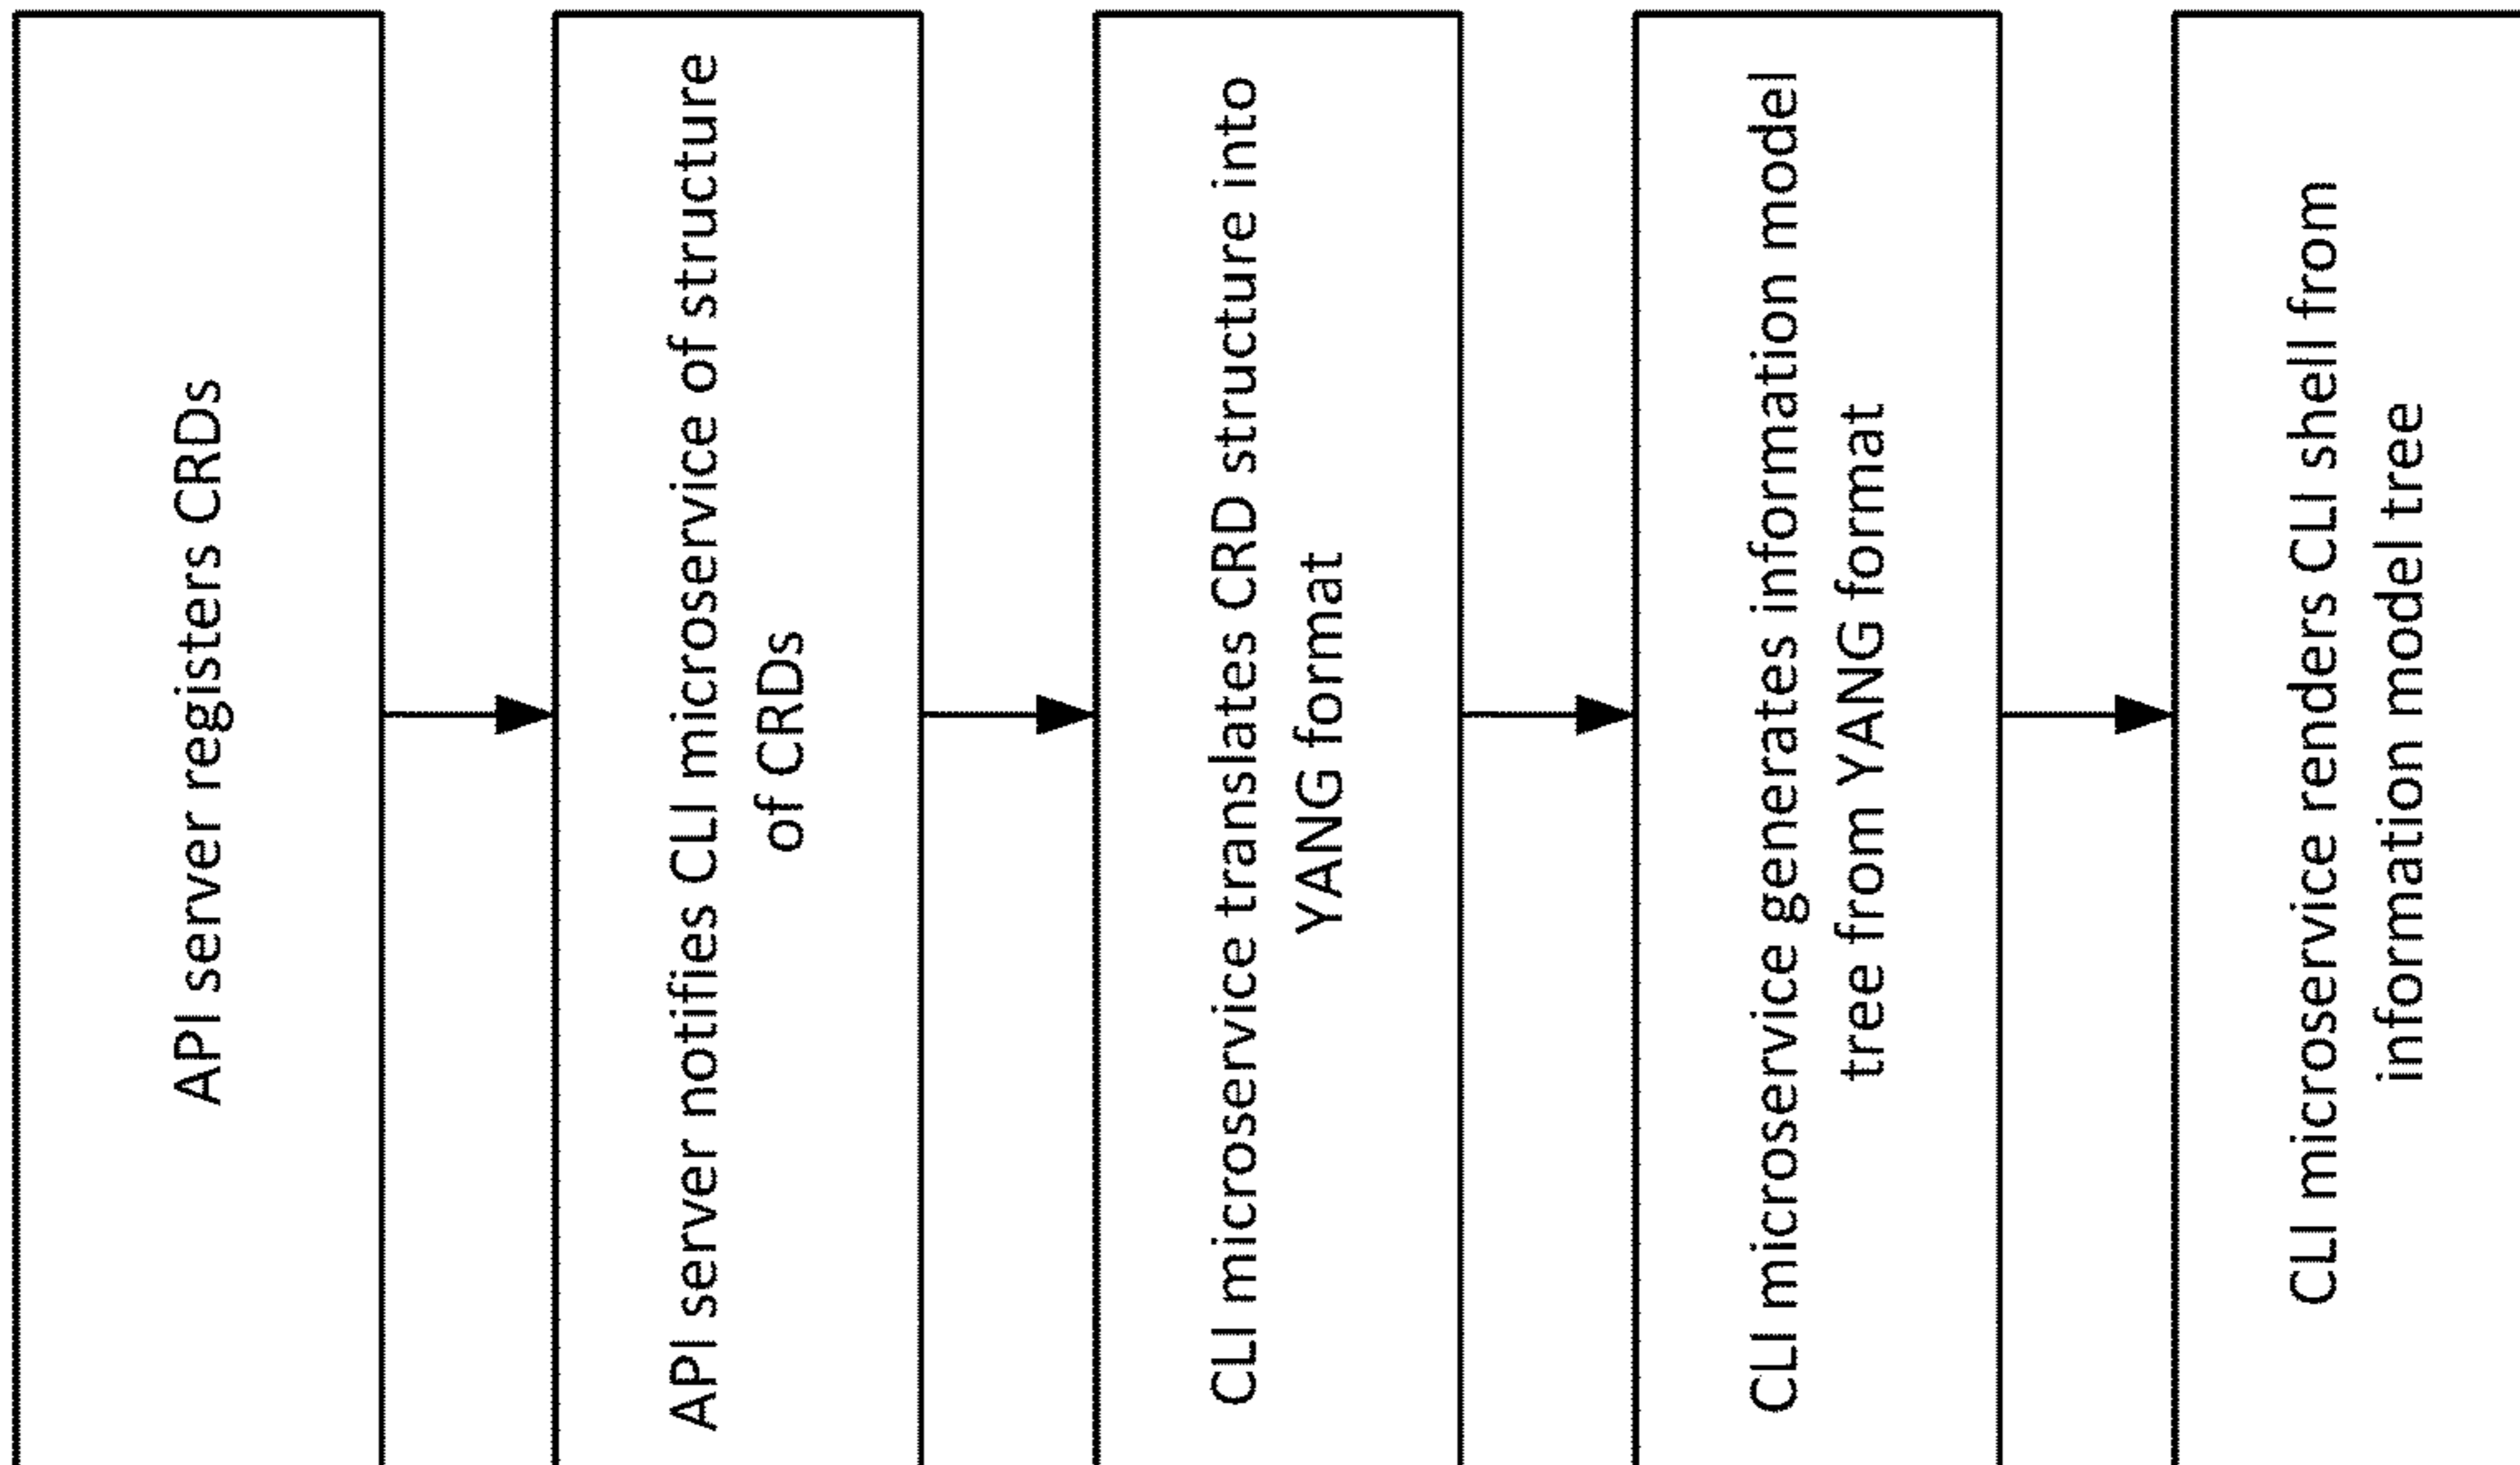 API server registers CRDs
API server notifies CLI microservice of structure
of CRDs
CLI microservice translates CRD structure into
YANG format
CLI microservice generates information model
tree from YANG format
CLI microservice renders CLI shell from
information model tree